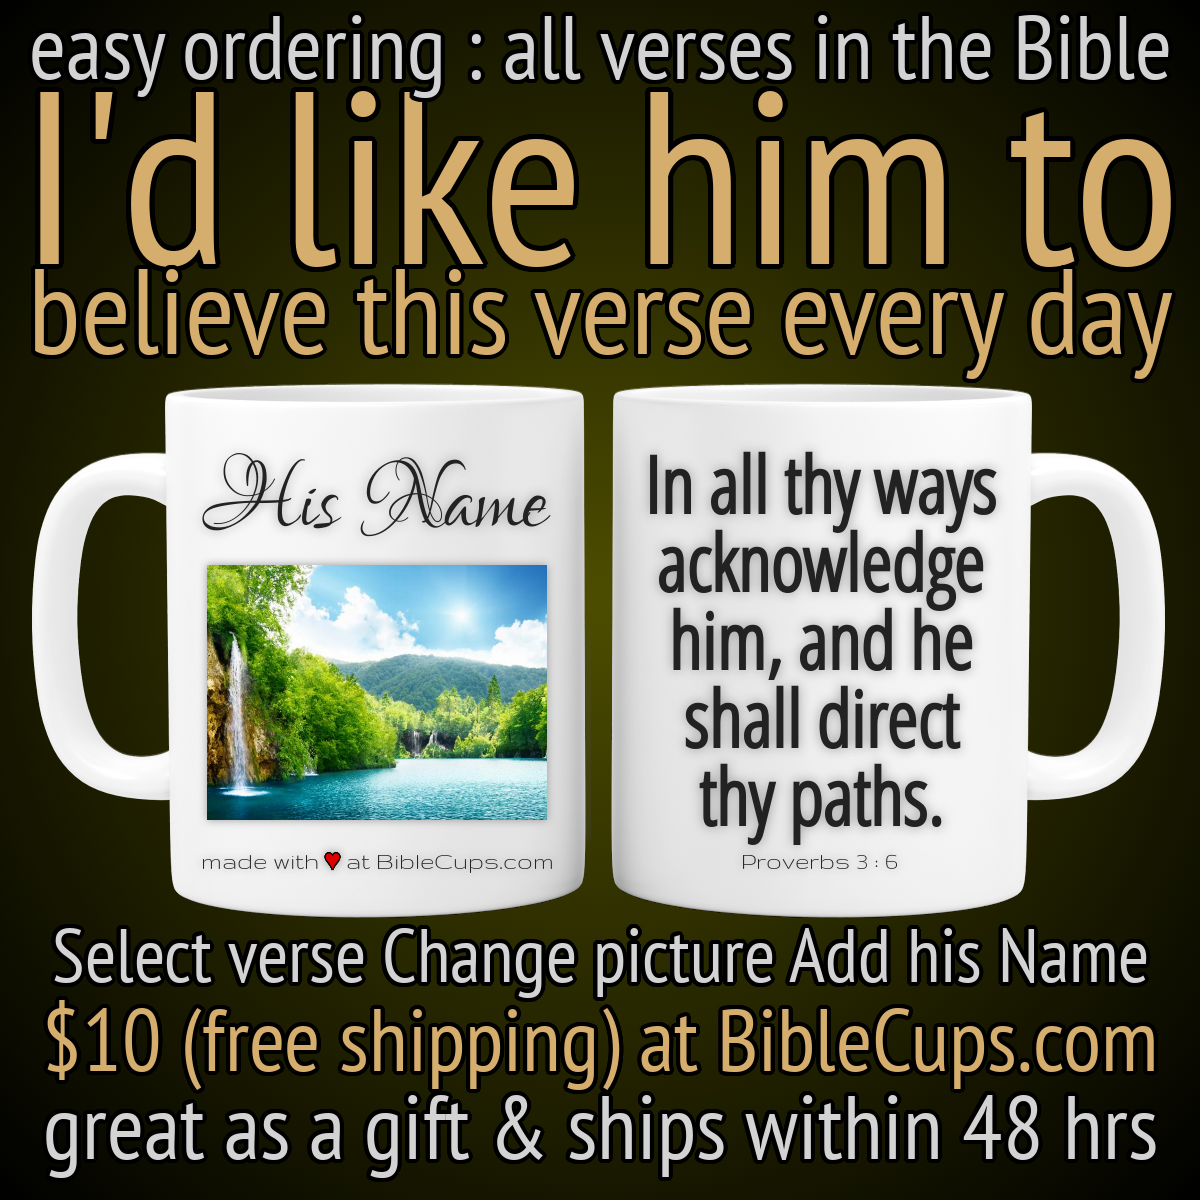 easy ordering : all verses in the Bible
I'd like him to
believe this verse every day
His Name
made with ♥ at BibleCups.com
In all thy ways
acknowledge
him, and he
shall direct
thy paths.
Proverbs 3 : 6
Select verse Change picture Add his Name
$10 (free shipping) at BibleCups.com
great as a gift & ships within 48 hrs